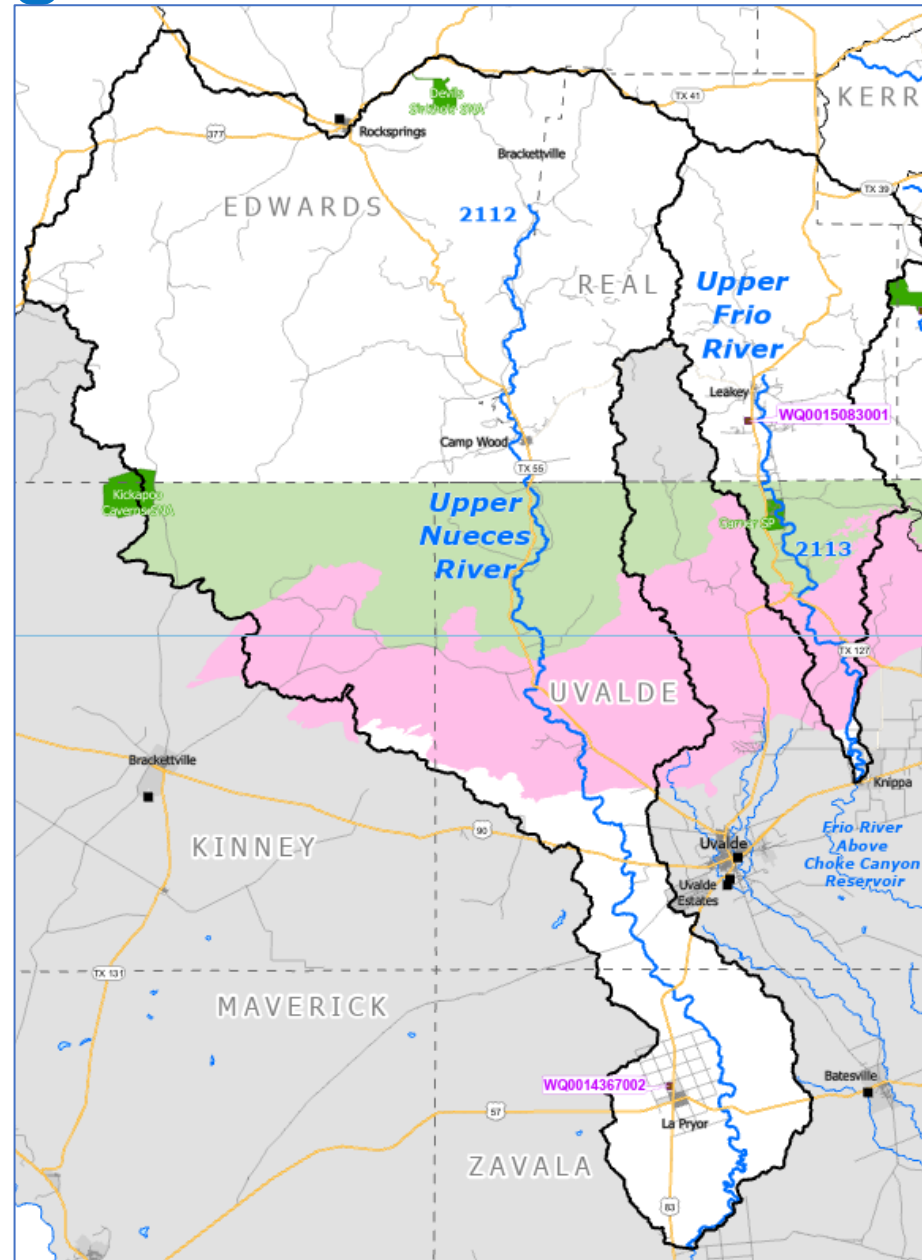 Devils
Sinkhole SNA
TX 41
KERR
377
Rocksprings
Brackettville
TX 39
EDWARDS
2112
REAL
Upper
Frio
River
Leakey
WQ0015083001
Camp Wood
TX 55
Kickapoo
Caverns SNA
Upper
Nueces
River
Garner SP
2113
TX 127
UVALDE
Brackettville
Knippa
90
KINNEY
Uvalde
Frio River
Above
Choke Canyon
Reservoir
Uvalde
Estates
TX 131
MAVERICK
Batesville
WQ0014367002
57
La Pryor
ZAVALA
83